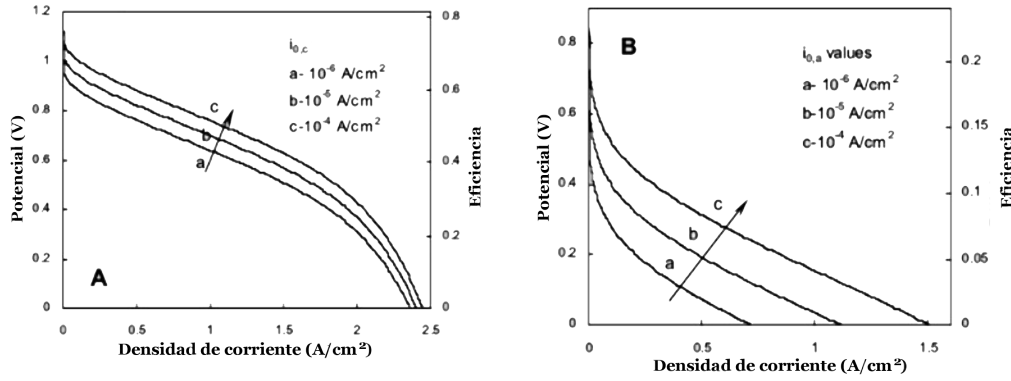 1.2
1
0.8
0.6
0.4
0.2
0
Potencial (V)
i0,c
a- 10-6 A/cm2
b-10-5 A/cm2
c-10-4 A/cm2
c
b
a
A
0.8
0.6
0.4
0.2
0
Eficiencia
0 0.5 1 1.5 2 2.5
Densidad de corriente (A/cm2)
0.8
0.6
0.4
0.2
0
Potencial (V)
B
i0,a values
a- 10-6 A/cm2
b-10-5 A/cm2
c-10-4 A/cm2
c
b
a
0.2
0.15
0.1
0.05
0
Eficiencia
0 0.5 1 1.5
Densidad de corriente (A/cm2)